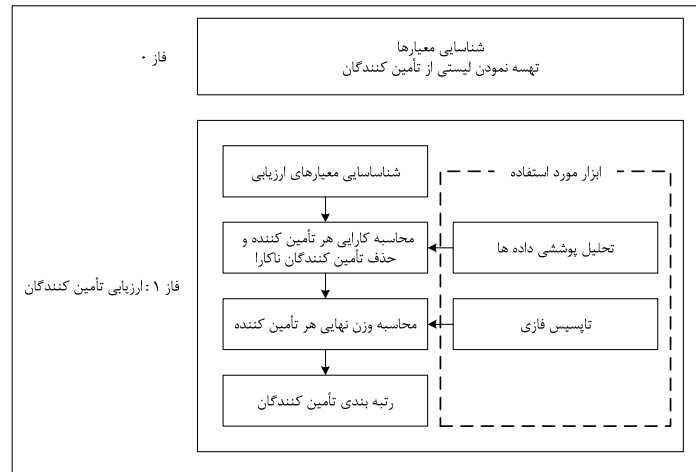 فاز ۰
شناسایی معیارها
تهسه نمودن لیستی از تأمین کنندگان
فاز ۱: ارزیابی تأمین کنندگان
شناساسایی معیارهای ارزیابی
ابزار مورد استفاده
محاسبه کارایی هر تأمین کننده و
حذف تأمین کنندگان ناکارا
تحلیل پوششی داده ها
محاسبه وزن نهایی هر تأمین کننده
تاپسیس فازی
رتبه بندی تأمین کنندگان